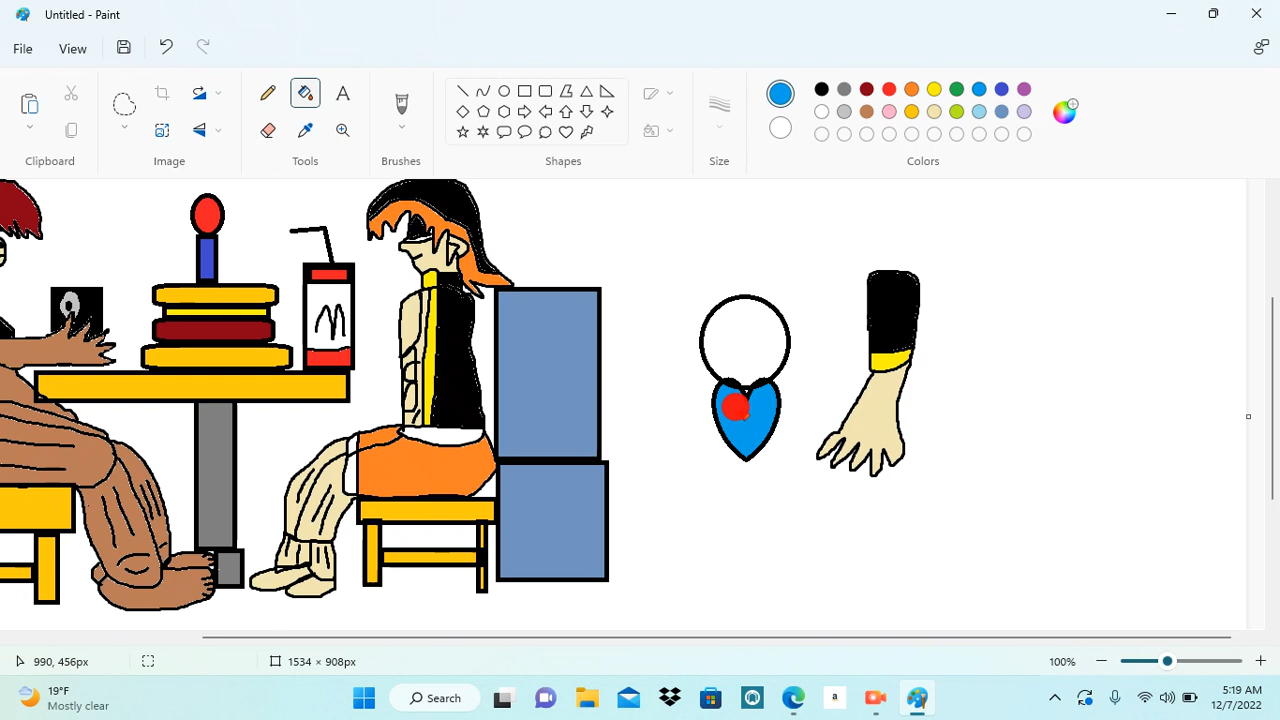 Untitled - Paint
File View
A
Clipboard Image Tools Brushes Shapes Size Colors
M
990, 456px 1534 × 908px 100%
19°F
Mostly clear
Search
a
5:19 AM
12/7/2022